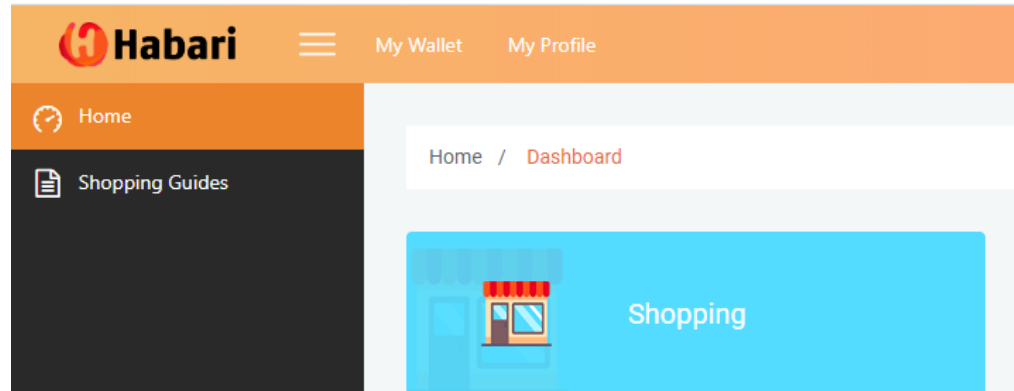 Habari
My Wallet
My Profile
Home
Shopping Guides
Home / Dashboard
Shopping